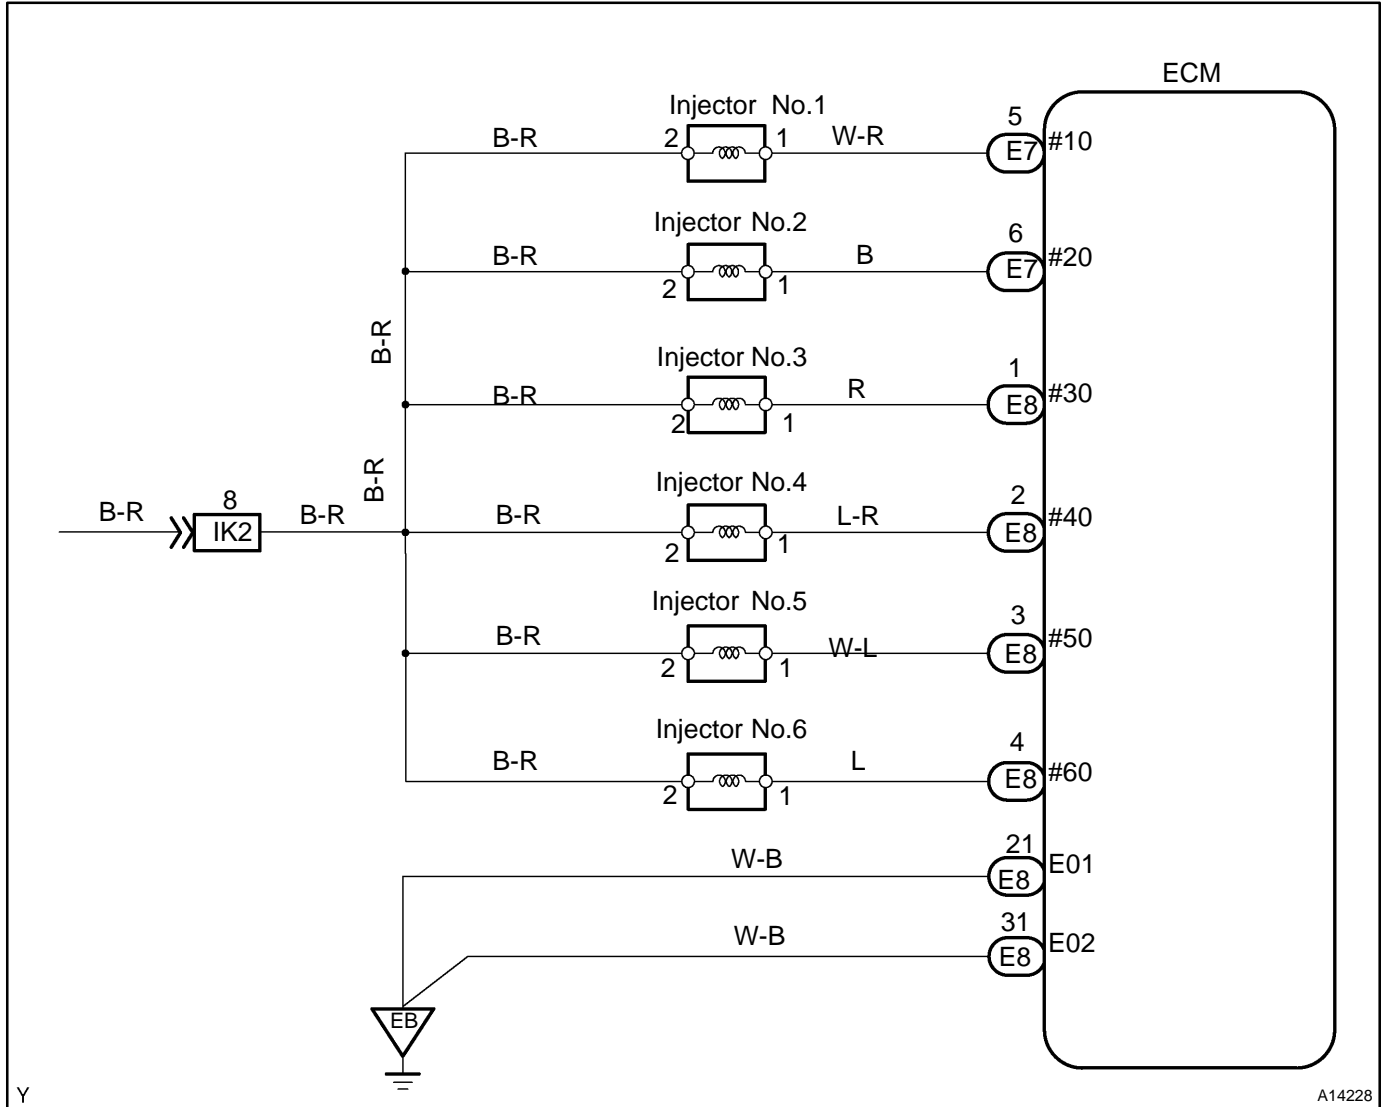 ECM
Injector No.1
B-R 2 1 W-R 5 E7 #10
Injector No.2
B-R 2 1 B 6 E7 #20
B-R
Injector No.3
B-R 2 1 R 1 E8 #30
B-R
Injector No.4
B-R 8 IK2 B-R B-R 2 1 L-R 2 E8 #40
Injector No.5
B-R 2 1 W-L 3 E8 #50
Injector No.6
B-R 2 1 L 4 E8 #60
W-B 21 E8 E01
W-B 31 E8 E02
EB
Y A14228